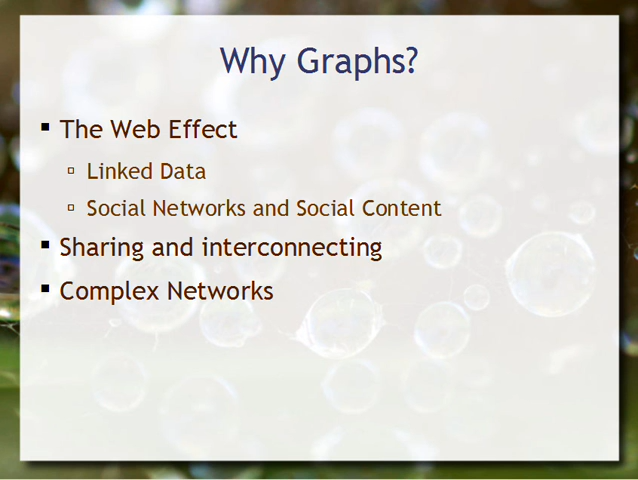 Why Graphs?
The Web Effect
Linked Data
Social Networks and Social Content
Sharing and interconnecting
Complex Networks